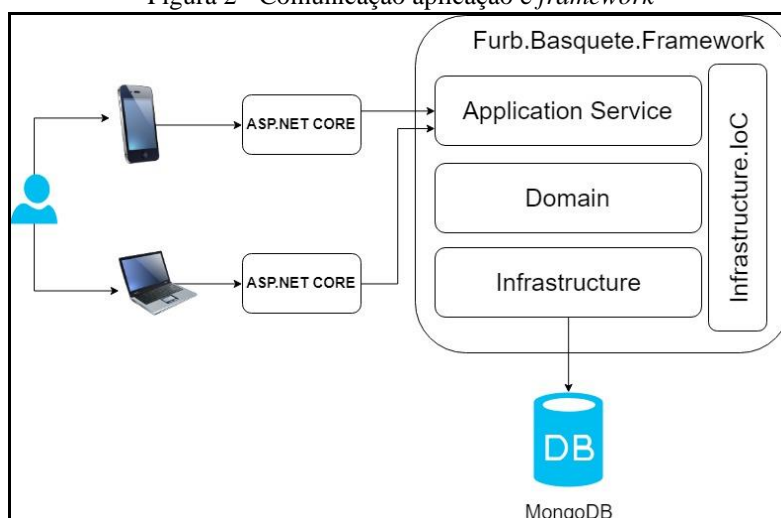 Figura 2 - Comunicação aplicação e framework
Furb.Basquete.Framework
ASP.NET CORE
Application Service
Infrastructure.IoC
Domain
ASP.NET CORE
Infrastructure
DB
MongoDB